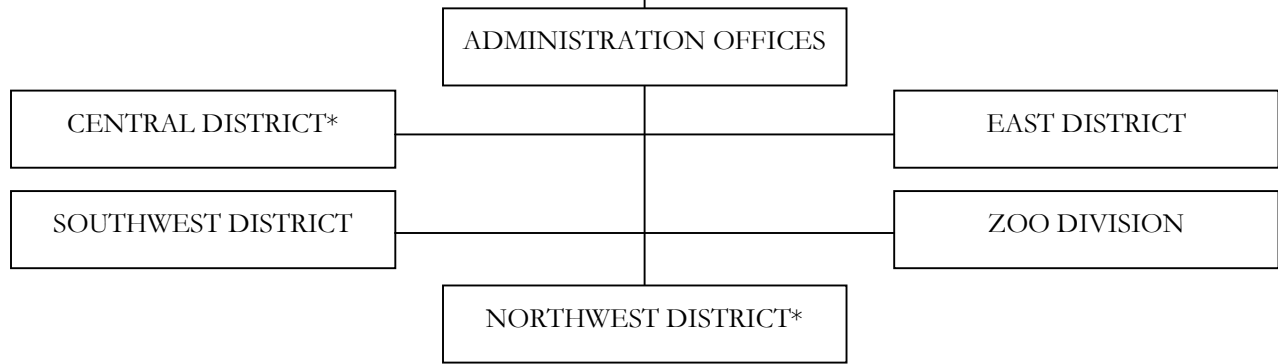 ADMINISTRATION OFFICES
CENTRAL DISTRICT*
EAST DISTRICT
SOUTHWEST DISTRICT
ZOO DIVISION
NORTHWEST DISTRICT*